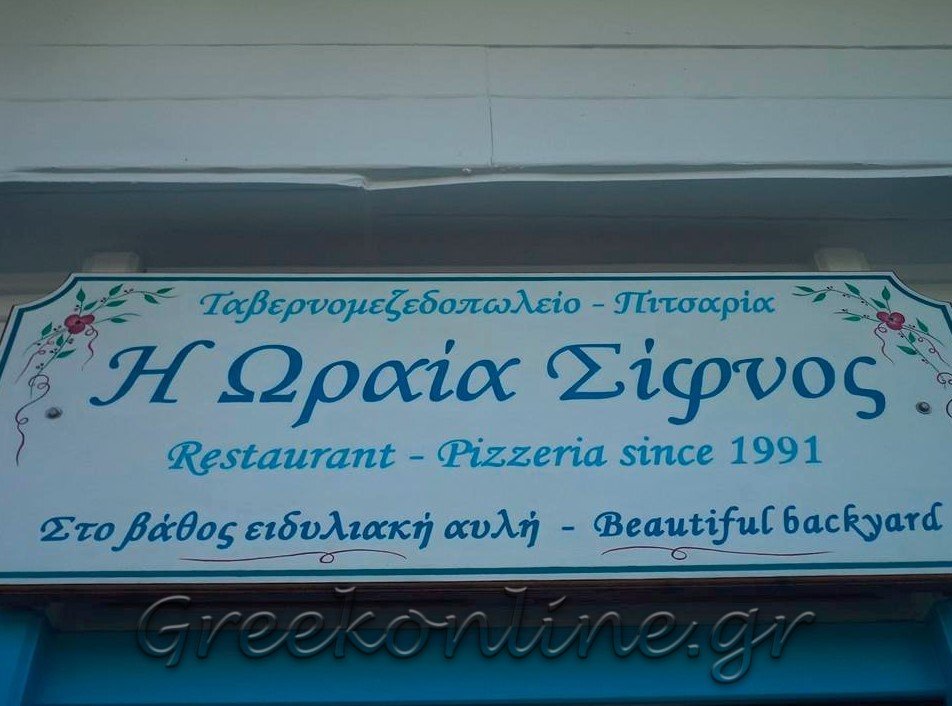 Ταβερνομεζεδοπωλείο - Πιτσαρία
Η Ωραία Σίφνος
Restaurant - Pizzeria since 1991
Στο βάθος ειδυλιακή αυλή - Beautiful backyard
Greekonline.gr